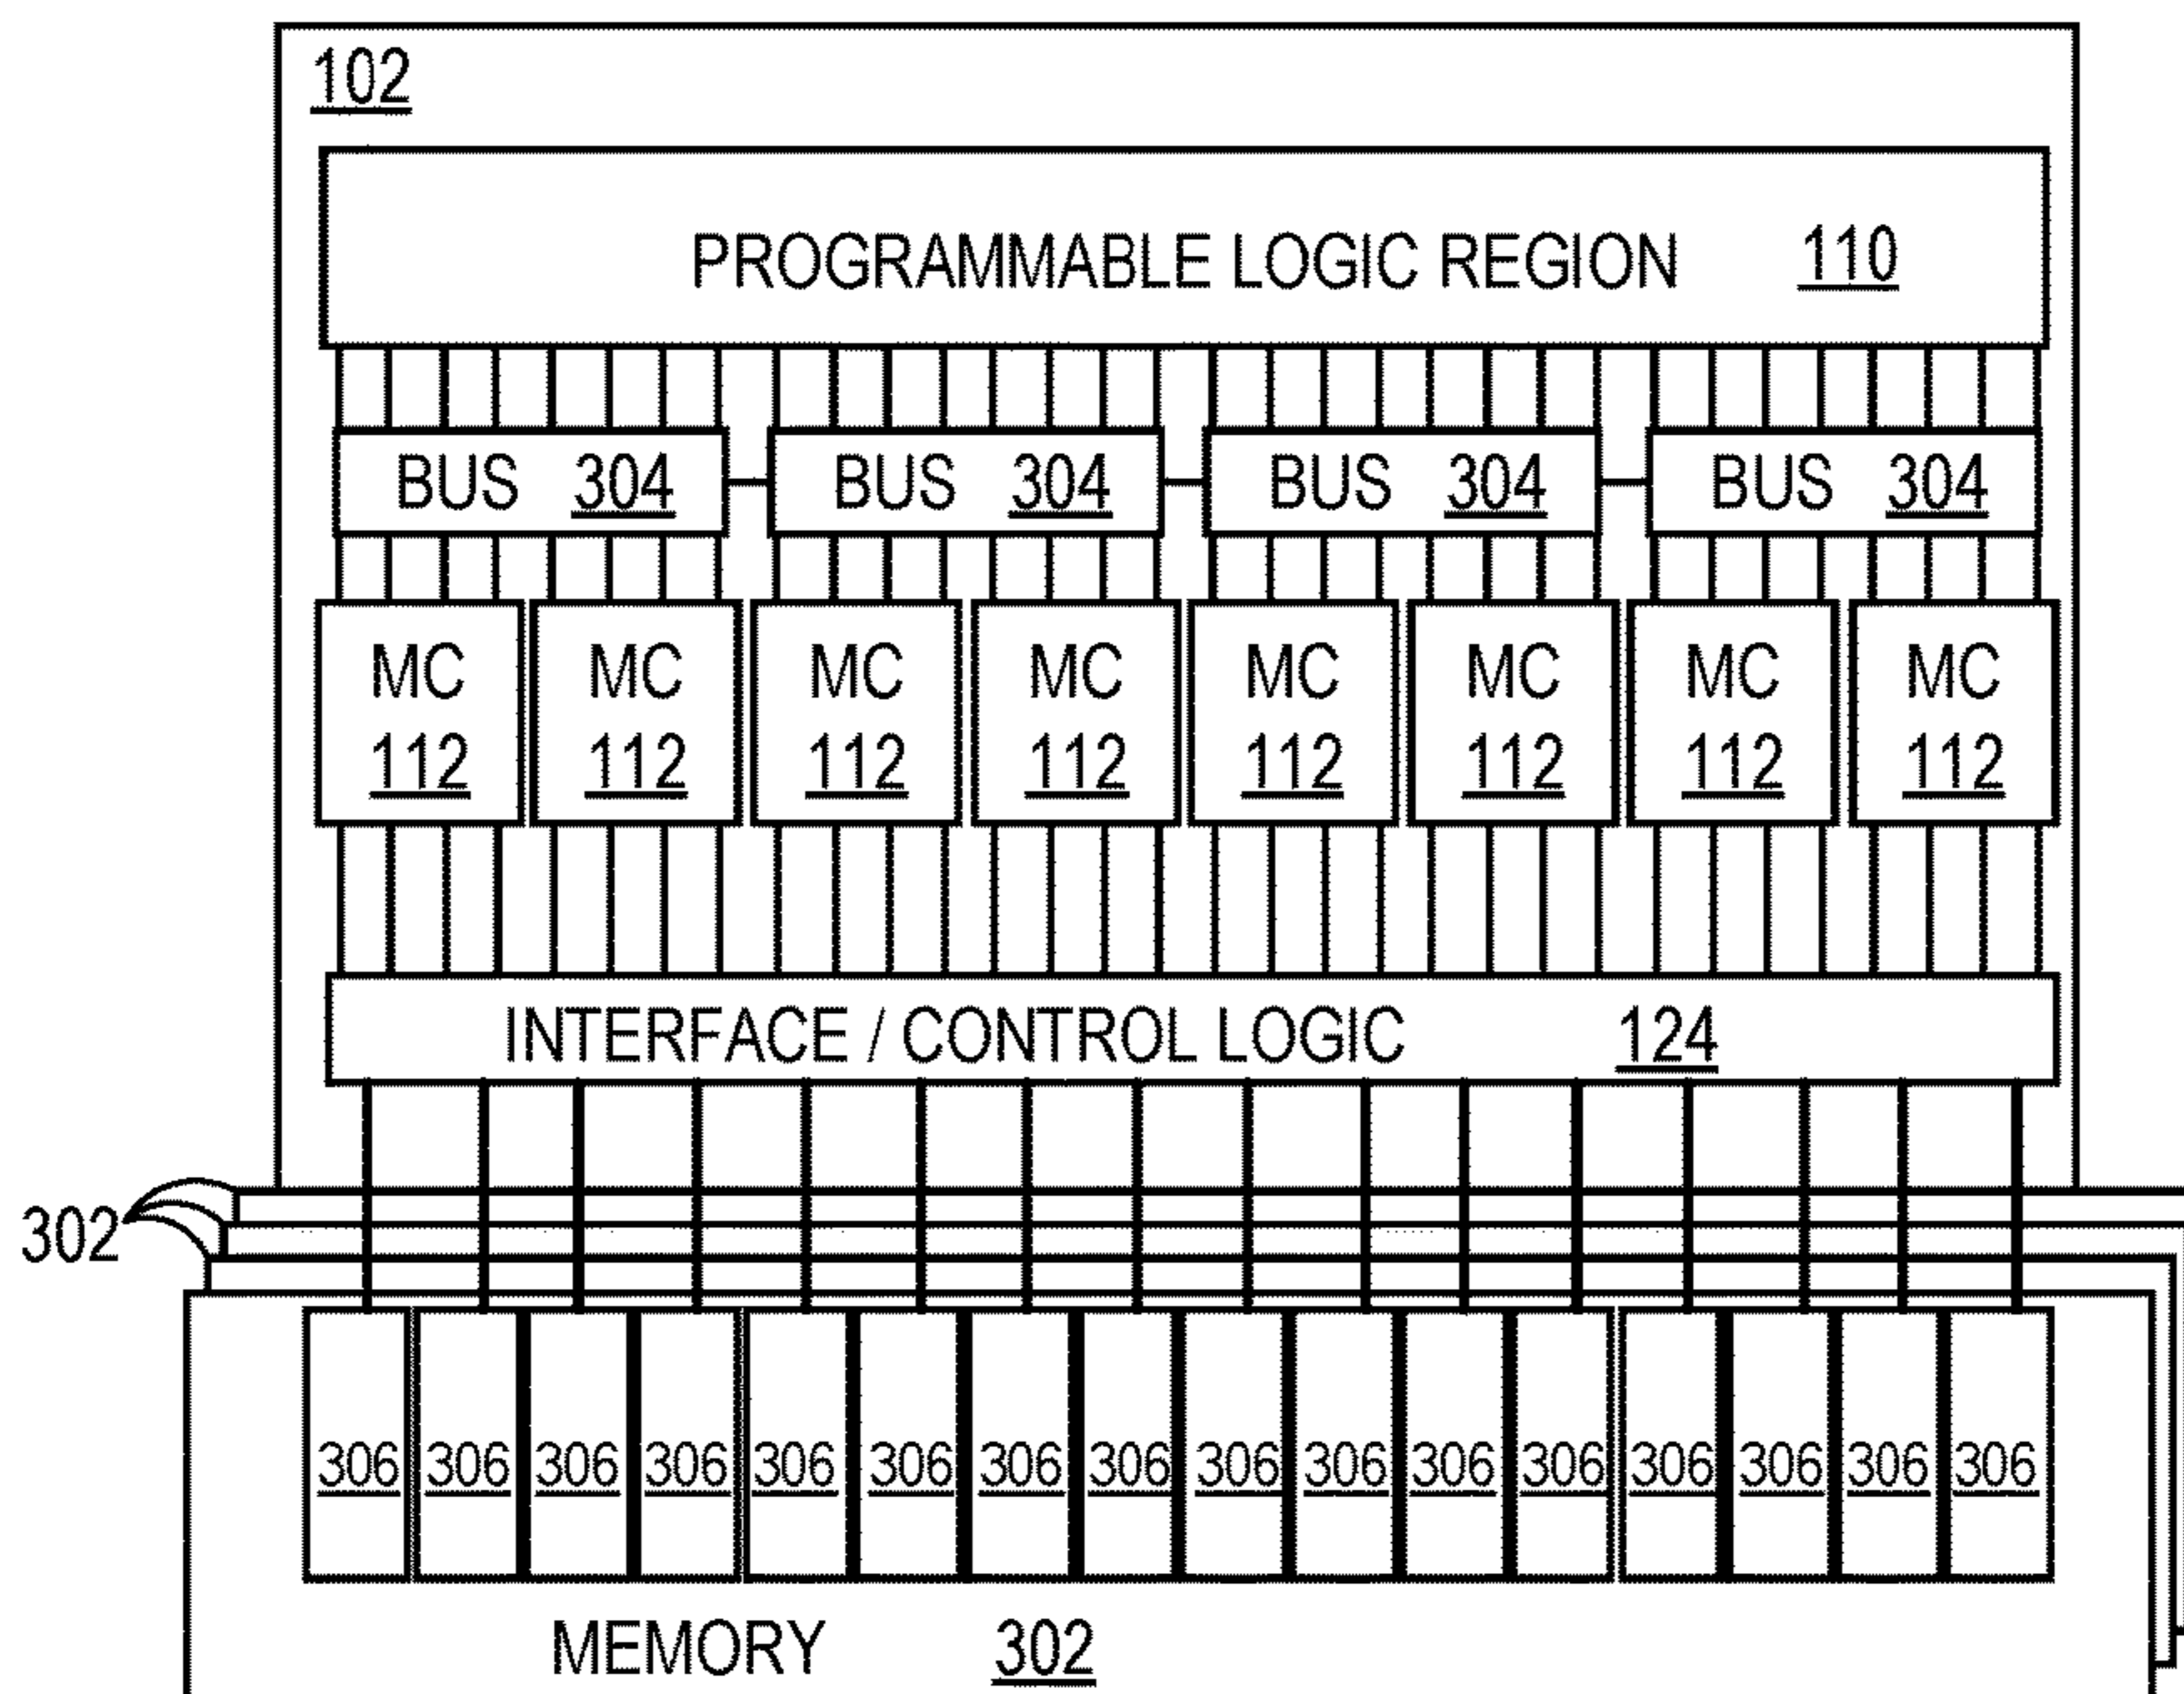 102
PROGRAMMABLE LOGIC REGION 110
BUS 304 BUS 304 BUS 304 BUS 304
MC MC MC MC MC MC MC MC
112 112 112 112 112 112 112 112
INTERFACE / CONTROL LOGIC 124
302
306 306 306 306 306 306 306 306 306 306 306 306 306 306 306 306
MEMORY 302